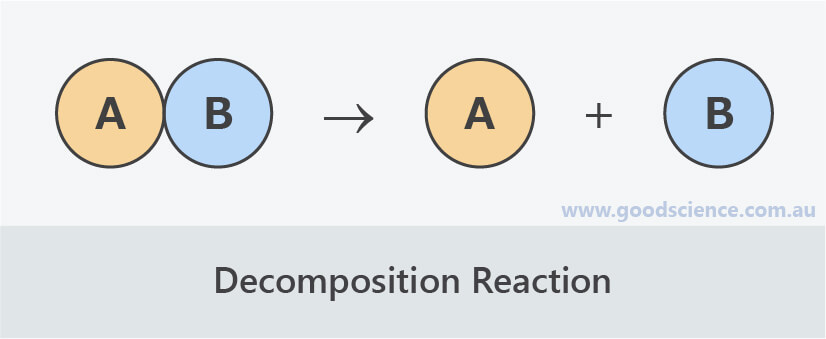 A B → A + B
www.goodscience.com.au
Decomposition Reaction